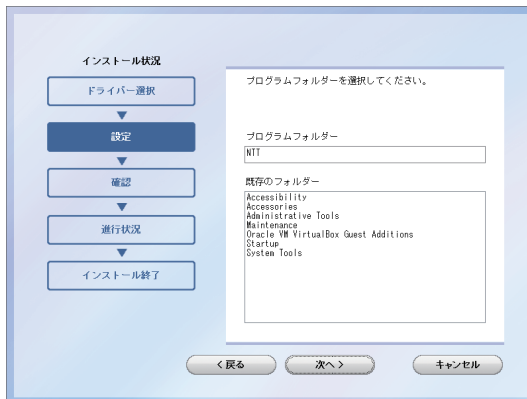 インストール状況
ドライバー選択
設定
確認
進行状況
インストール終了
プログラムフォルダーを選択してください。
プログラムフォルダー
NTT
既存のフォルダー
Accessibility
Accessories
Administrative Tools
Maintenance
Oracle VM VirtualBox Guest Additions
Startup
System Tools
< 戻る
次へ >
キャンセル